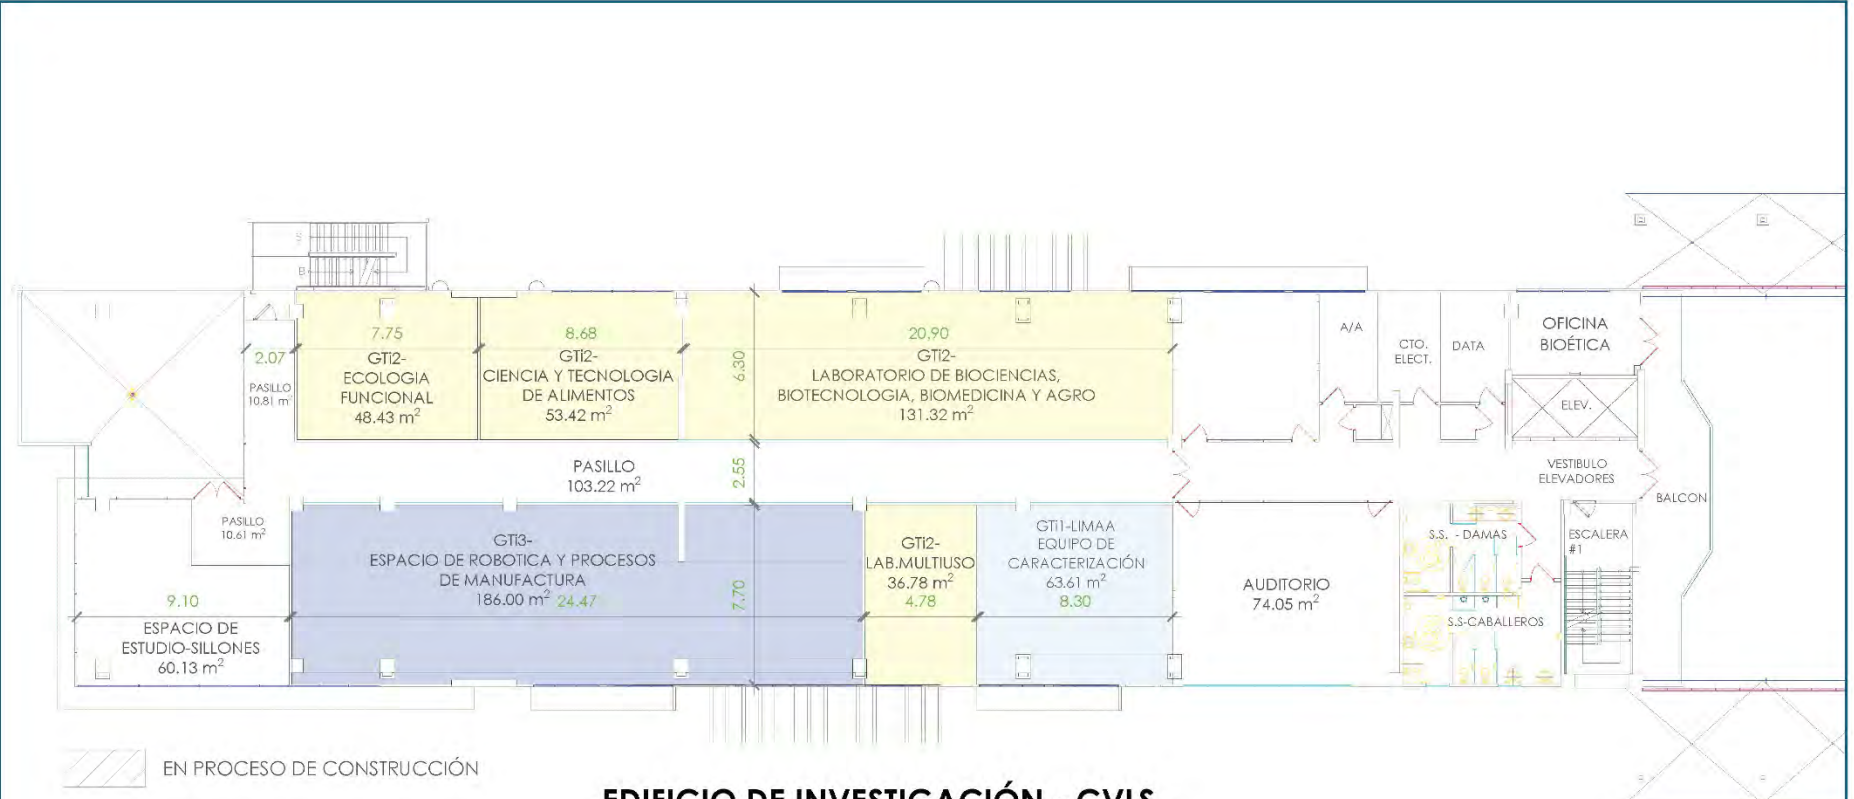 S
B
7.75
8.68
20,90
2.07
6.30
PASILLO
10.81 m²
GTi2-
ECOLOGIA
FUNCIONAL
48.43 m²
GTi2-
CIENCIA Y TECNOLOGIA
DE ALIMENTOS
53.42 m²
GTi2-
LABORATORIO DE BIOCIENCIAS,
BIOTECNOLOGIA, BIOMEDICINA Y AGRO
131.32 m²
A/A
CTO.
ELECT.
DATA
OFICINA
BIOÉTICA
ELEV.
PASILLO
103.22 m²
2.55
VESTIBULO
ELEVADORES
BALCON
PASILLO
10.61 m²
GTi3-
ESPACIO DE ROBOTICA Y PROCESOS
DE MANUFACTURA
186.00 m²
24.47
7.70
GTi2-
LAB.MULTIUSO
36.78 m²
4.78
GTi1-LIMAA
EQUIPO DE
CARACTERIZACIÓN
63.61 m²
8.30
AUDITORIO
74.05 m²
S.S. - DAMAS
S.S-CABALLEROS
ESCALERA
#1
9.10
ESPACIO DE
ESTUDIO-SILLONES
60.13 m²
EN PROCESO DE CONSTRUCCIÓN
EDIFICIO DE INVESTIGACIÓN - CVLS